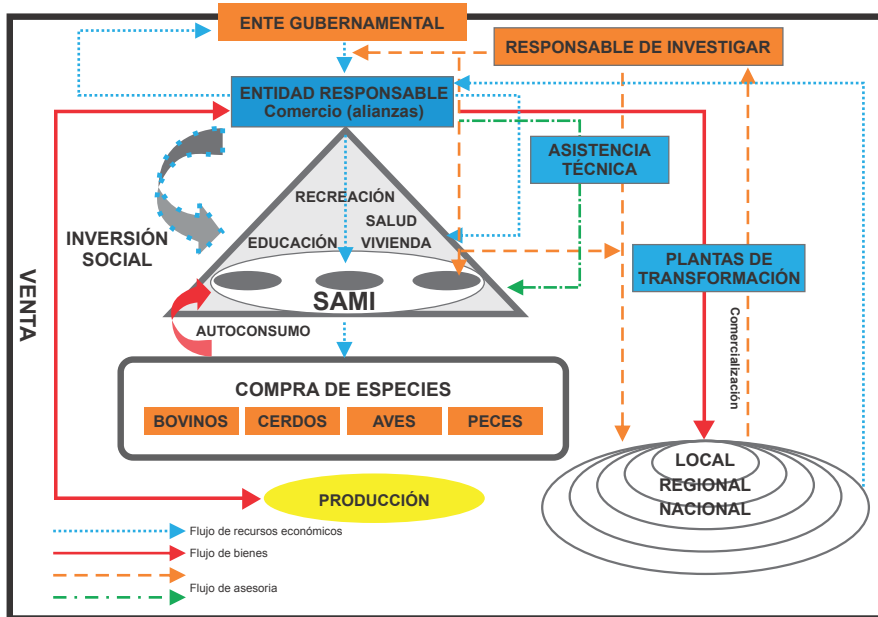 ENTE GUBERNAMENTAL
RESPONSABLE DE INVESTIGAR
ENTIDAD RESPONSABLE
Comercio (alianzas)
ASISTENCIA
TÉCNICA
RECREACIÓN
SALUD
EDUCACIÓN
VIVIENDA
INVERSIÓN
SOCIAL
PLANTAS DE
TRANSFORMACIÓN
VENTA
SAMI
AUTOCONSUMO
Comercialización
COMPRA DE ESPECIES
BOVINOS
CERDOS
AVES
PECES
LOCAL
REGIONAL
NACIONAL
PRODUCCIÓN
Flujo de recursos económicos
Flujo de bienes
Flujo de asesoria